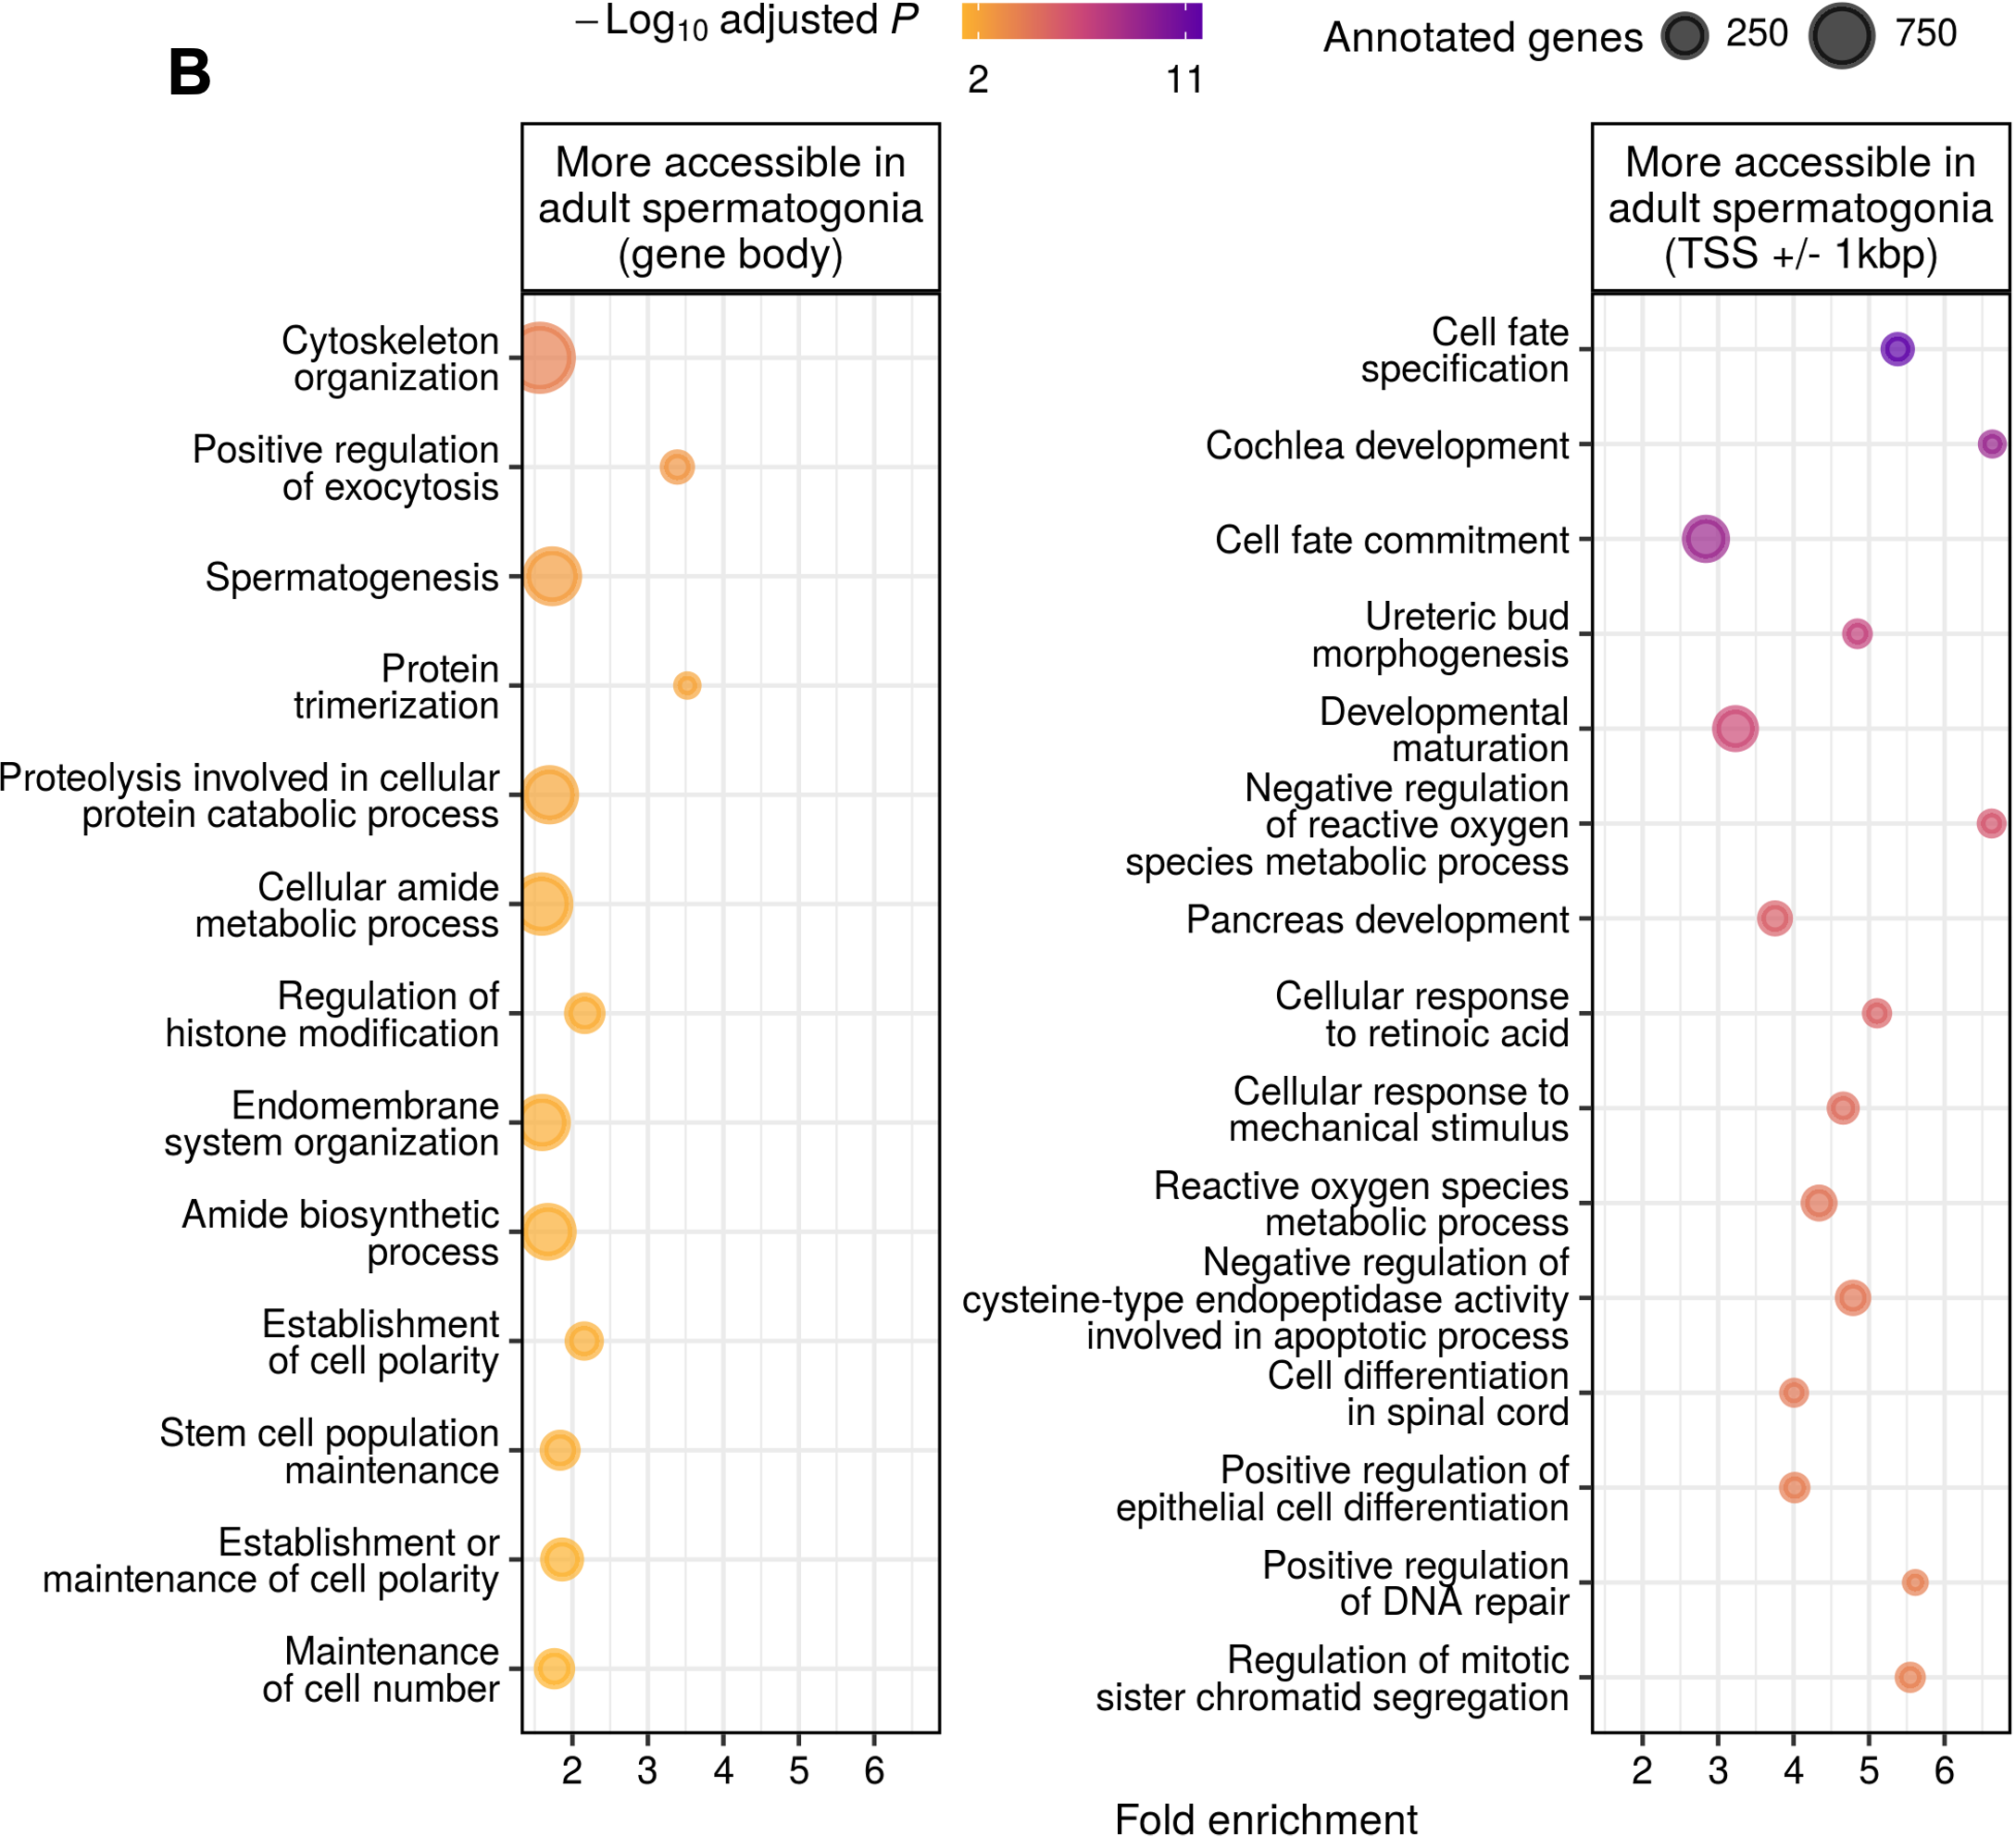 B
– Log10 adjusted P
2
11
Annotated genes
250
750
More accessible in
adult spermatogonia
(gene body)
Cytoskeleton
organization
Positive regulation
of exocytosis
Spermatogenesis
Protein
trimerization
Proteolysis involved in cellular
protein catabolic process
Cellular amide
metabolic process
Regulation of
histone modification
Endomembrane
system organization
Amide biosynthetic
process
Establishment
of cell polarity
Stem cell population
maintenance
Establishment or
maintenance of cell polarity
Maintenance
of cell number
2 3 4 5 6
More accessible in
adult spermatogonia
(TSS +/- 1kbp)
Cell fate
specification
Cochlea development
Cell fate commitment
Ureteric bud
morphogenesis
Developmental
maturation
Negative regulation
of reactive oxygen
species metabolic process
Pancreas development
Cellular response
to retinoic acid
Cellular response to
mechanical stimulus
Reactive oxygen species
metabolic process
Negative regulation of
cysteine-type endopeptidase activity
involved in apoptotic process
Cell differentiation
in spinal cord
Positive regulation of
epithelial cell differentiation
Positive regulation
of DNA repair
Regulation of mitotic
sister chromatid segregation
2 3 4 5 6
Fold enrichment